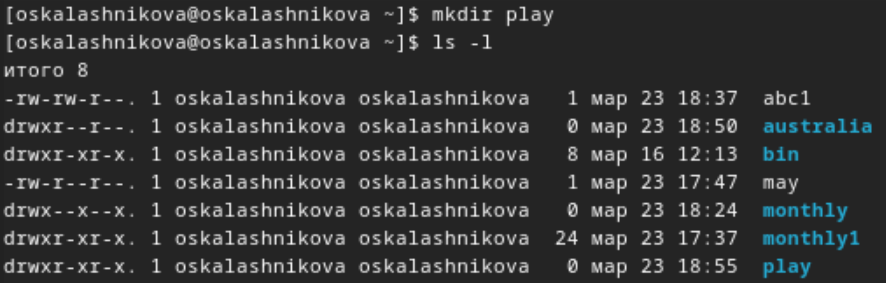 [oskalashnikova@oskalashnikova ~]$ mkdir play
[oskalashnikova@oskalashnikova ~]$ ls -l
итого 8
-rw-rw-r--. 1 oskalashnikova oskalashnikova  1 мар 23 18:37 abc1
drwxr--r--. 1 oskalashnikova oskalashnikova  0 мар 23 18:50 australia
drwxr-xr-x. 1 oskalashnikova oskalashnikova  8 мар 16 12:13 bin
-rw-r--r--. 1 oskalashnikova oskalashnikova  1 мар 23 17:47 may
drwx--x--x. 1 oskalashnikova oskalashnikova  0 мар 23 18:24 monthly
drwxr-xr-x. 1 oskalashnikova oskalashnikova 24 мар 23 17:37 monthly1
drwxr-xr-x. 1 oskalashnikova oskalashnikova  0 мар 23 18:55 play